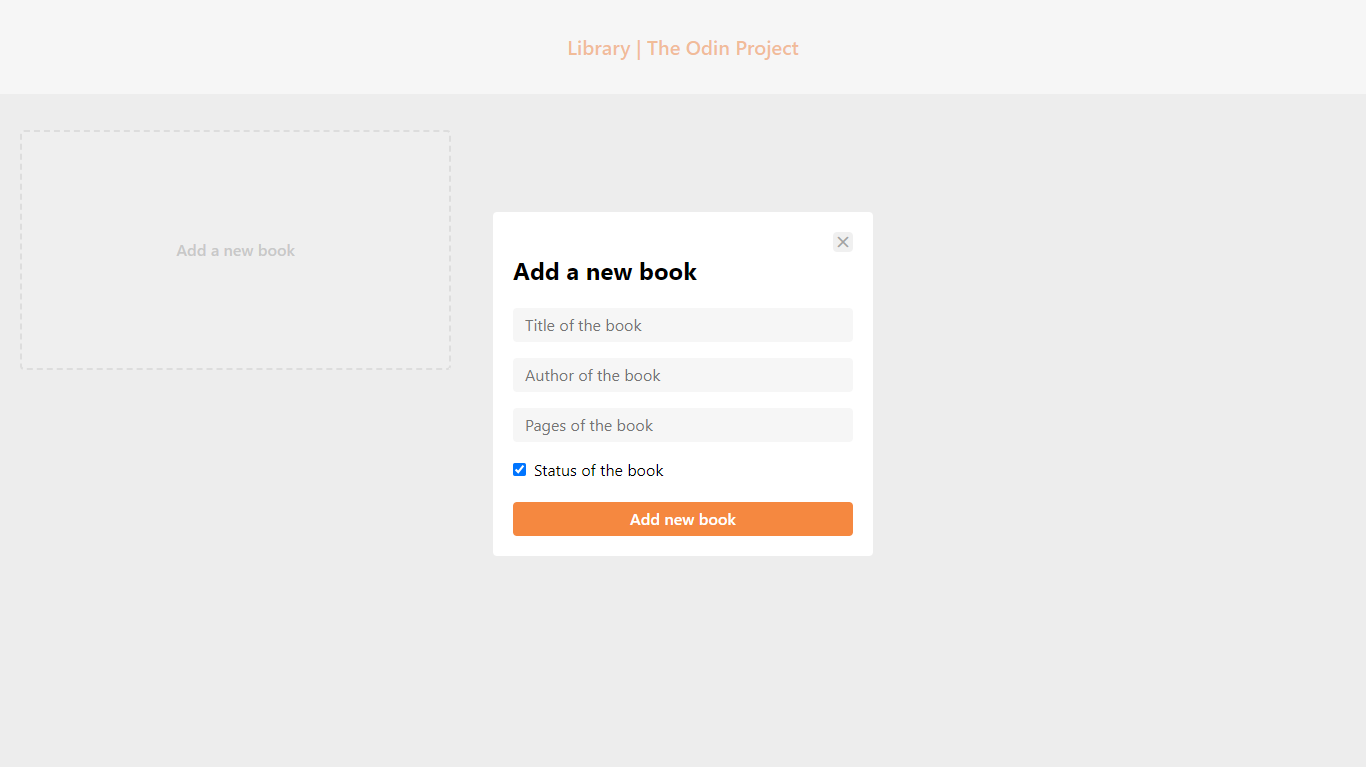 Library | The Odin Project
Add a new book
Add a new book
Title of the book
Author of the book
Pages of the book
Status of the book
Add new book